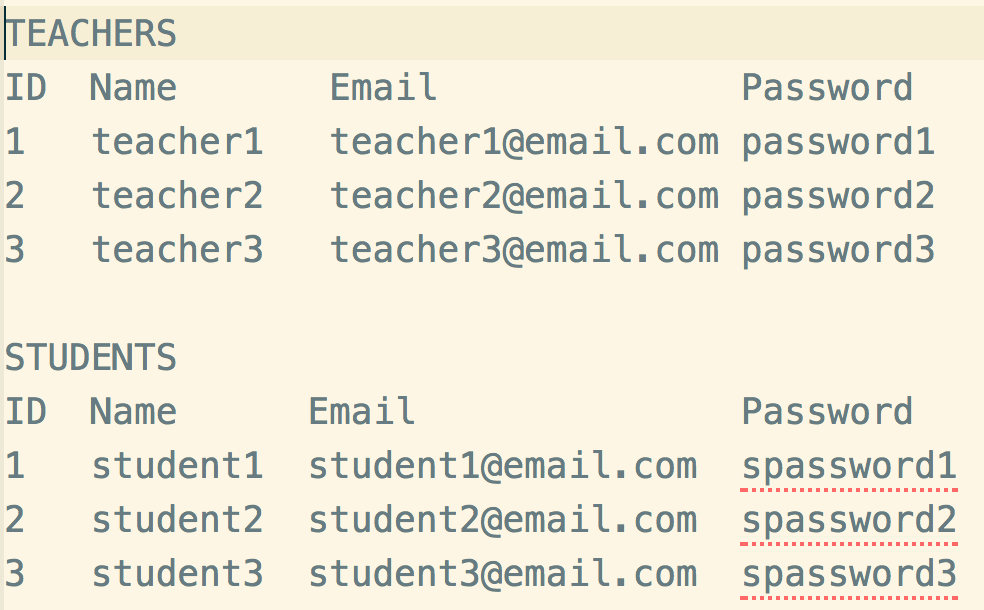 TEACHERS
ID Name Email Password
1 teacher1 teacher1@email.com password1
2 teacher2 teacher2@email.com password2
3 teacher3 teacher3@email.com password3
STUDENTS
ID Name Email Password
1 student1 student1@email.com spassword1
2 student2 student2@email.com spassword2
3 student3 student3@email.com spassword3